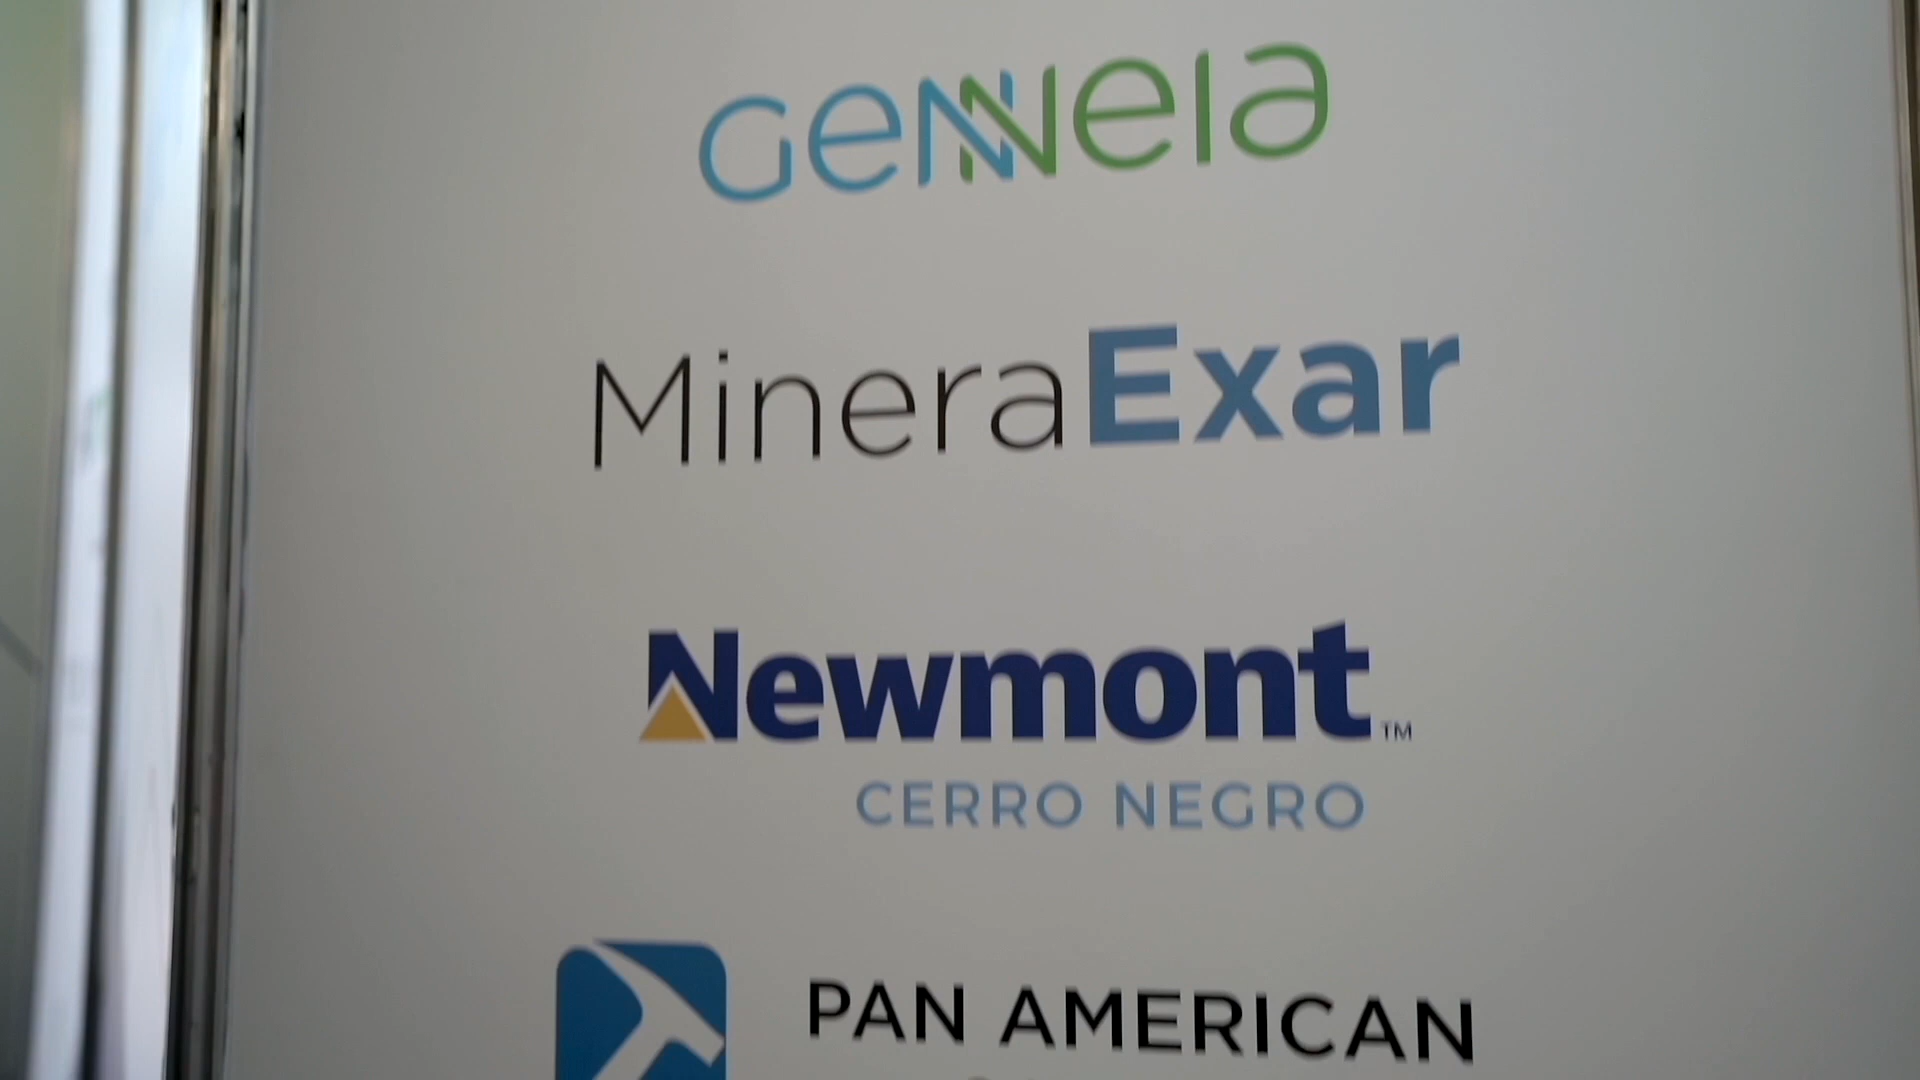 Genneia
MineraExar
Newmont™
CERRO NEGRO
PAN AMERICAN